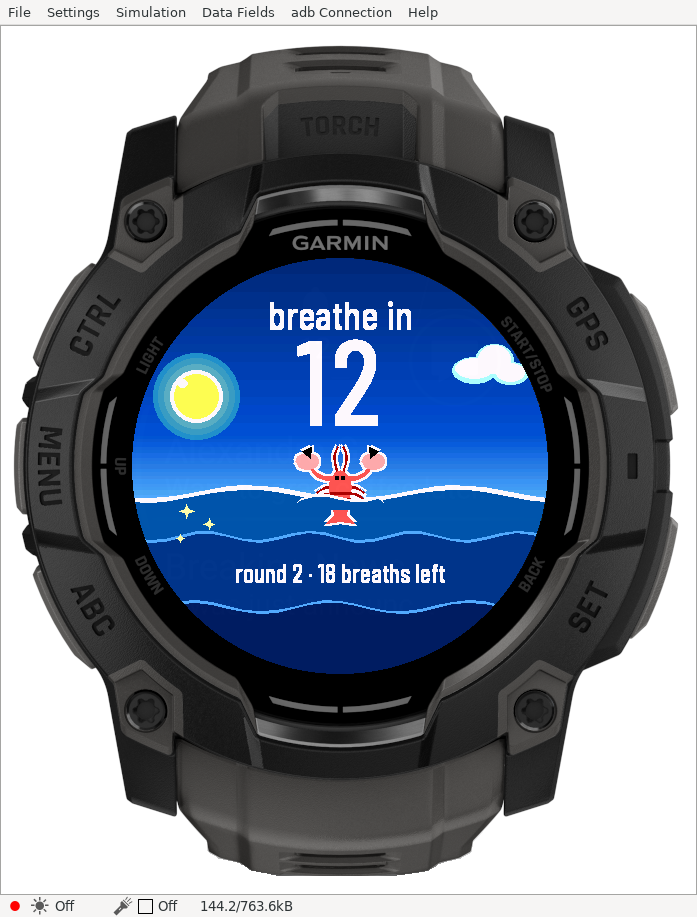 File Settings Simulation Data Fields adb Connection Help
TORCH
GARMIN
CTRL
GPS
LIGHT
START/STOP
breathe in
12
MENU
UP
round 2 · 18 breaths left
DOWN
BACK
ABC
SET
Off Off 144.2/763.6kB